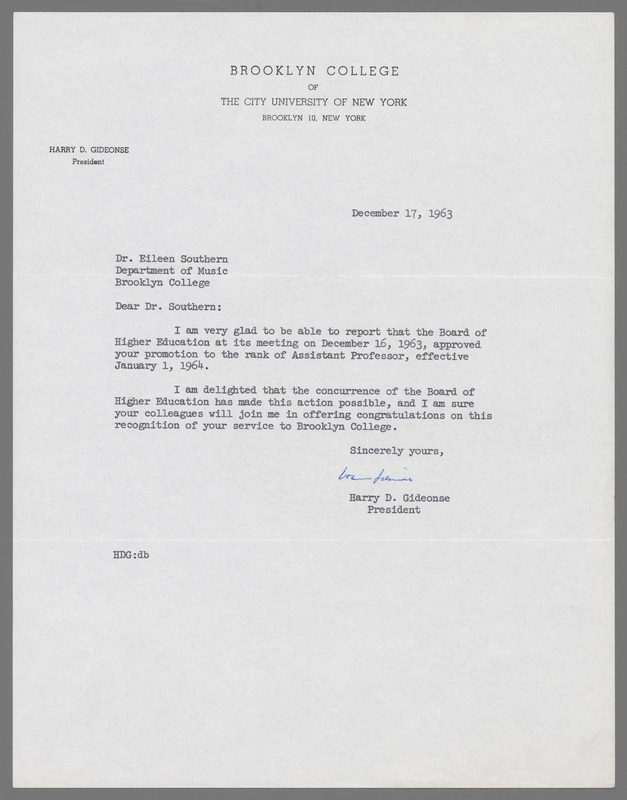 BROOKLYN COLLEGE
OF
THE CITY UNIVERSITY OF NEW YORK
BROOKLYN 10, NEW YORK
HARRY D. GIDEONSE
President
December 17, 1963
Dr. Eileen Southern
Department of Music
Brooklyn College
Dear Dr. Southern:
I am very glad to be able to report that the Board of
Higher Education at its meeting on December 16, 1963, approved
your promotion to the rank of Assistant Professor, effective
January 1, 1964.
I am delighted that the concurrence of the Board of
Higher Education has made this action possible, and I am sure
your colleagues will join me in offering congratulations on this
recognition of your service to Brooklyn College.
Sincerely yours,
Harry D. Gideonse
President
HDG:db